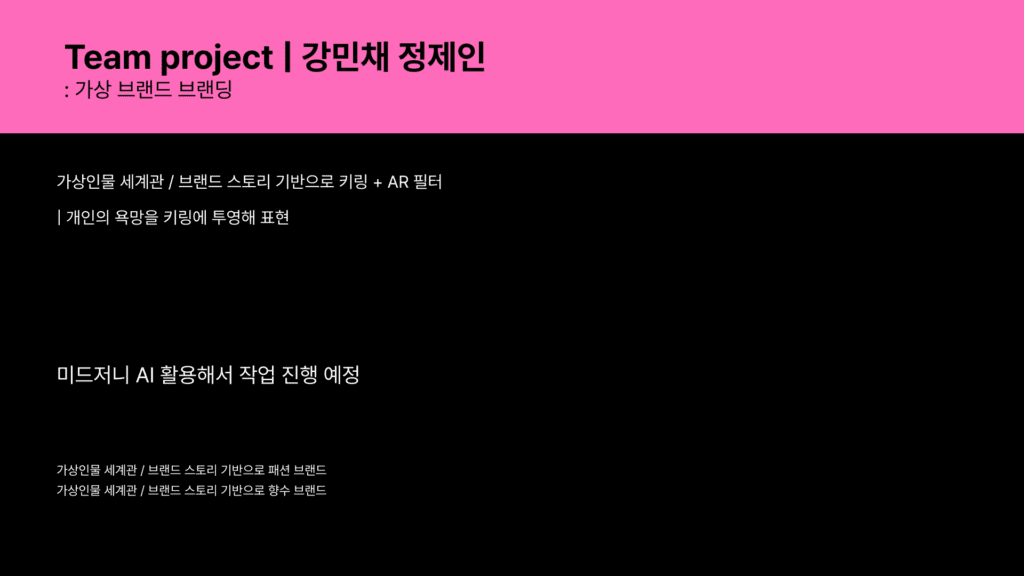 Team project | 강민채 정제인
: 가상 브랜드 브랜딩
가상인물 세계관 / 브랜드 스토리 기반으로 키링 + AR 필터
| 개인의 욕망을 키링에 투영해 표현
미드저니 AI 활용해서 작업 진행 예정
가상인물 세계관 / 브랜드 스토리 기반으로 패션 브랜드
가상인물 세계관 / 브랜드 스토리 기반으로 향수 브랜드